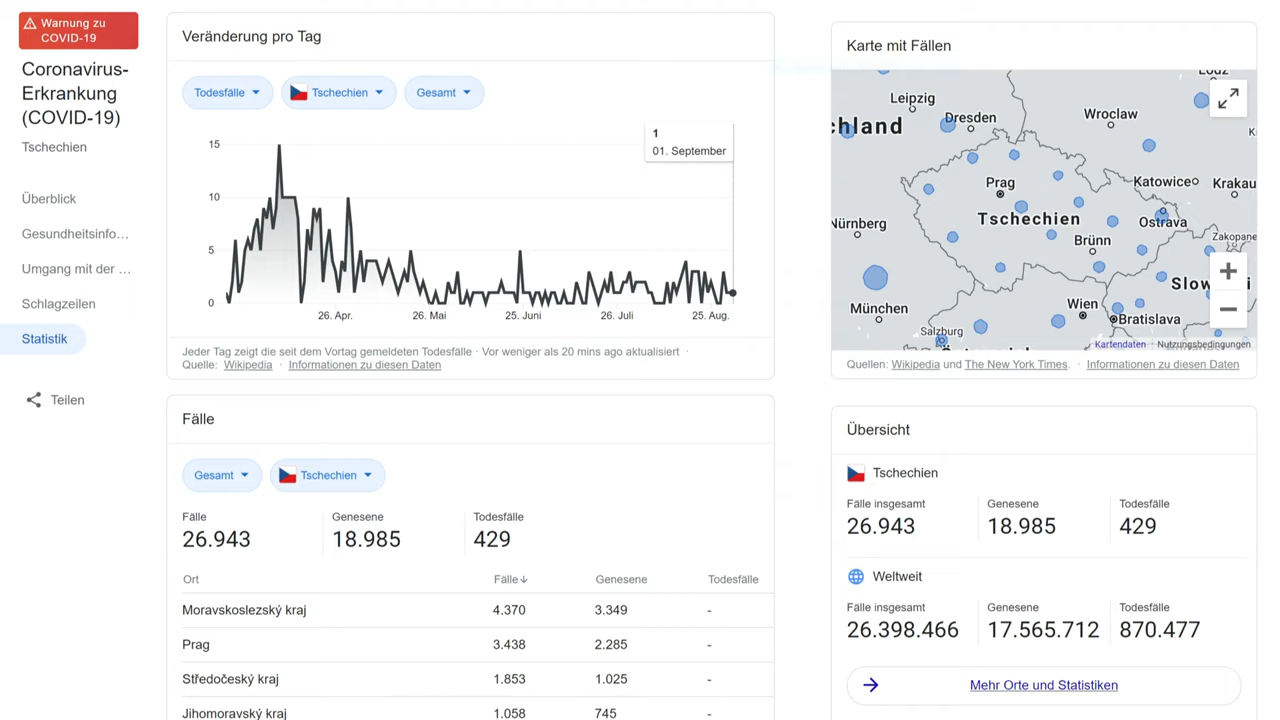 Warnung zu
COVID-19
Coronavirus-
Erkrankung
(COVID-19)
Tschechien
Überblick
Gesundheitsinfo…
Umgang mit der …
Schlagzeilen
Statistik
Teilen
Veränderung pro Tag
Todesfälle
Tschechien
Gesamt
1
01. September
15
10
5
0
26. Apr.
26. Mai
25. Juni
26. Juli
25. Aug.
Jeder Tag zeigt die seit dem Vortag gemeldeten Todesfälle · Vor weniger als 20 mins ago aktualisiert ·
Quelle: Wikipedia · Informationen zu diesen Daten
Fälle
Gesamt
Tschechien
Fälle Genesene Todesfälle
26.943 18.985 429
Ort Fälle↓ Genesene Todesfälle
Moravskoslezský kraj 4.370 3.349 -
Prag 3.438 2.285 -
Středočeský kraj 1.853 1.025 -
Jihomoravský kraj 1.058 745 -
Karte mit Fällen
Leipzig
Dresden
Wroclaw
chland
Prag
Katowice
Krakau
Tschechien
Nürnberg
Ostrava
Brünn
Zakopane
München
Wien
Bratislava
Salzburg
Kartendaten
Nutzungsbedingungen
Quellen: Wikipedia und The New York Times. · Informationen zu diesen Daten
Übersicht
Tschechien
Fälle insgesamt Genesene Todesfälle
26.943 18.985 429
Weltweit
Fälle insgesamt Genesene Todesfälle
26.398.466 17.565.712 870.477
Mehr Orte und Statistiken